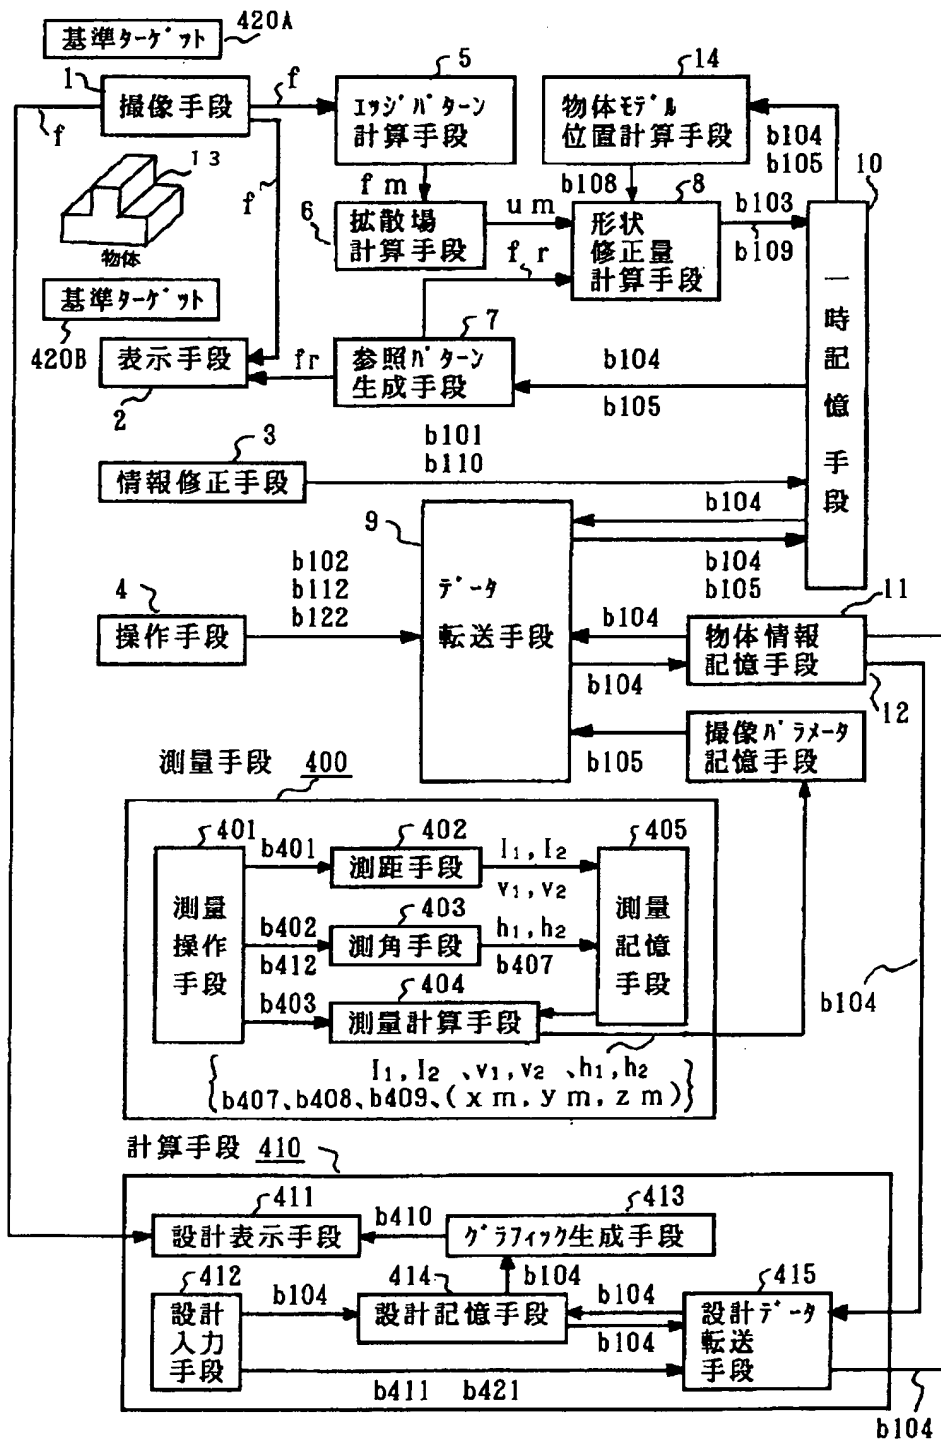 420A
基準ターゲット
1
撮像手段
f
f
f
5
エッジパターン
計算手段
14
物体モデル
位置計算手段
b104
b105
13
物体
fm
6
拡散場
計算手段
um
b108
8
形状
修正量
計算手段
b103
b109
10
一時記憶手段
基準ターゲット
420B
表示手段
2
fr
fr
7
参照パターン
生成手段
b104
b105
3
情報修正手段
b101
b110
9
データ
転送手段
b104
b104
b105
4
操作手段
b102
b112
b122
b104
b104
11
物体情報
記憶手段
12
撮像パラメータ
記憶手段
b105
測量手段 400
401
測量
操作
手段
b401
402
測距手段
I₁,I₂
v₁,v₂
405
測量
記憶
手段
b402
b412
403
測角手段
h₁,h₂
b407
b403
404
測量計算手段
b104
I₁,I₂、v₁,v₂、h₁,h₂
{b407、b408、b409、(xm,ym,zm)}
計算手段 410
411
設計表示手段
b410
413
グラフィック生成手段
412
設計
入力
手段
b104
414
設計記憶手段
b104
b104
b104
415
設計データ
転送
手段
b411 b421
b104